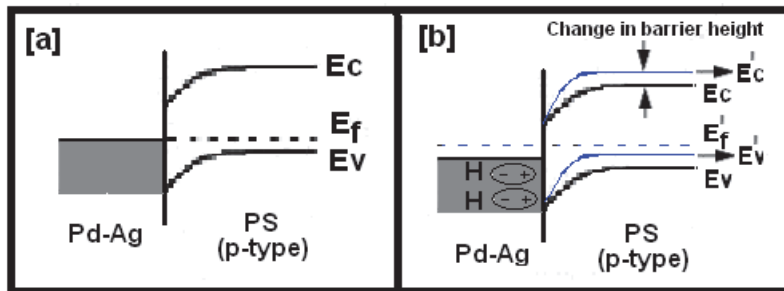 [a]
Ec
Ef
Ev
Pd-Ag
PS
(p-type)
[b]
Change in barrier height
E'c
Ec
E'f
E'v
Ev
H - +
H - +
Pd-Ag
PS
(p-type)